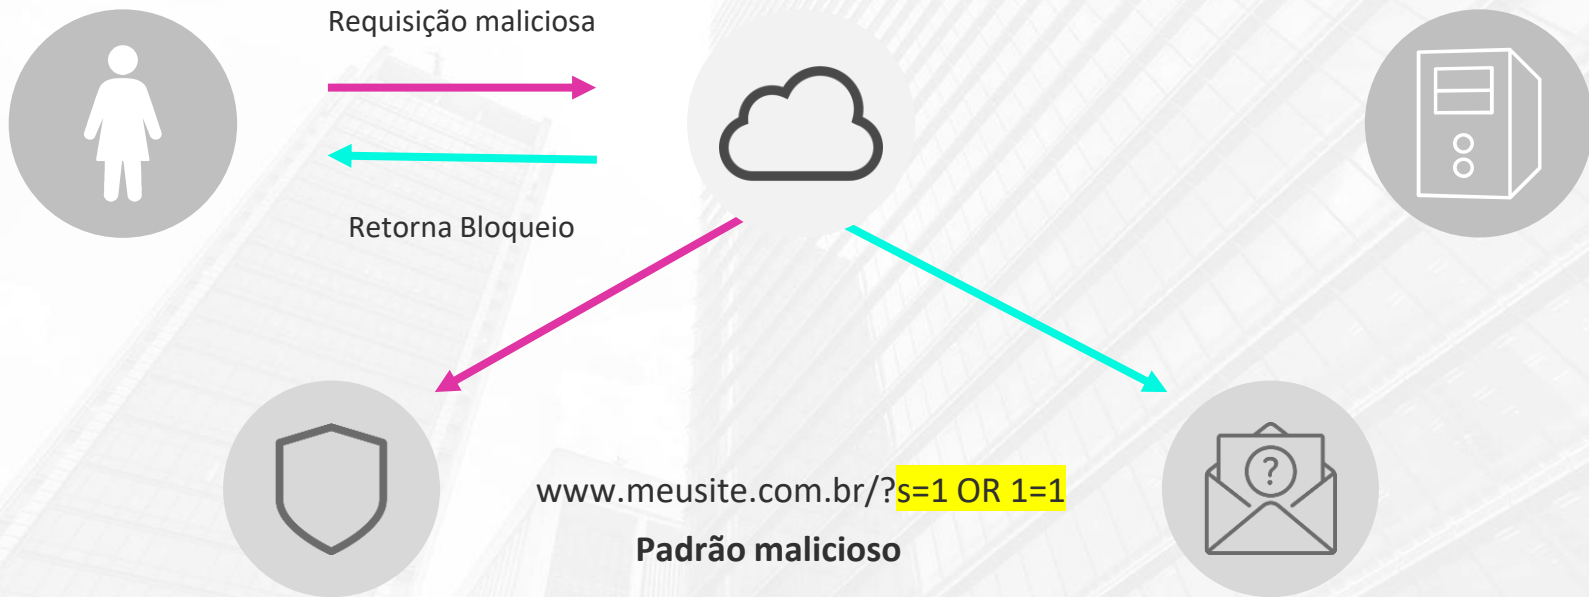 Requisição maliciosa
Retorna Bloqueio
?
www.meusite.com.br/?s=1 OR 1=1
Padrão malicioso